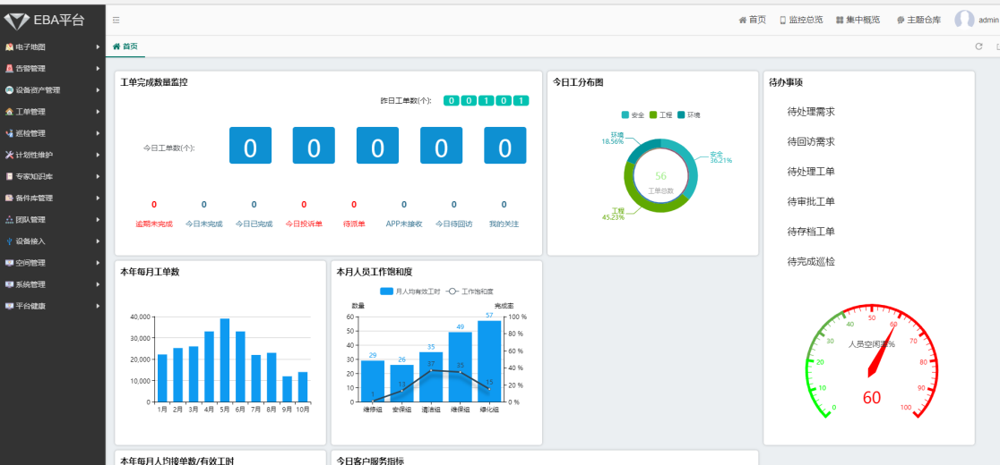 EBA平台
首页
监控总览
集中概览
主题仓库
admin
电子地图
告警管理
设备资产管理
工单管理
巡检管理
计划性维护
专家知识库
备件库管理
团队管理
设备接入
空间管理
系统管理
平台健康
首页
工单完成数量监控
昨日工单数(个): 0 0 1 0 1
今日工单数(个): 0 0 0 0 0
0 0 0 0 0 0 0 0
逾期未完成 今日未完成 今日已完成 今日投诉单 待派单 APP未接收 今日待回访 我的关注
今日工分布图
安全 工程 环境
环境
18.56%
安全
36.21%
56
工单总数
工程
45.23%
待办事项
待处理需求
待回访需求
待处理工单
待审批工单
待存档工单
待完成巡检
本年每月工单数
40,000
30,000
20,000
10,000
0
1月 2月 3月 4月 5月 6月 7月 8月 9月 10月
本月人员工作饱和度
月人均有效工时 工作饱和度
数量 完成率
60 50 40 30 20 10 0
100 % 80 % 60 % 40 % 20 % 0 %
29 26 35 49 57
1 13 37 35 15
维修组 安保组 清洁组 维保组 绿化组
人员空闲率%
0 10 20 30 40 50 60 70 80 90 100
60
本年每月人均接单数/有效工时
今日客户服务指标